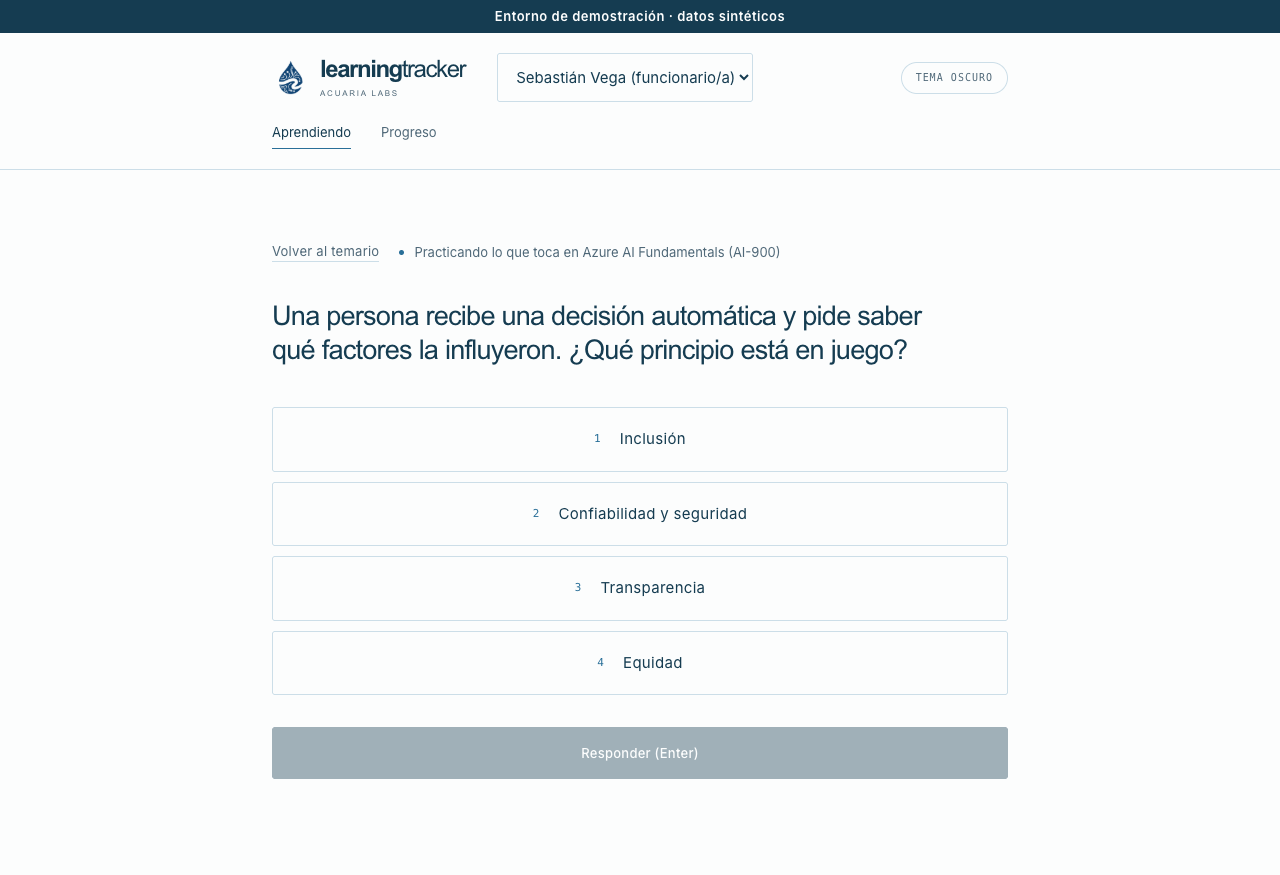 Entorno de demostración · datos sintéticos
learningtracker
ACUARIA LABS
Sebastián Vega (funcionario/a)
TEMA OSCURO
Aprendiendo
Progreso
Volver al temario
Practicando lo que toca en Azure AI Fundamentals (AI-900)
Una persona recibe una decisión automática y pide saber
qué factores la influyeron. ¿Qué principio está en juego?
1 Inclusión
2 Confiabilidad y seguridad
3 Transparencia
4 Equidad
Responder (Enter)